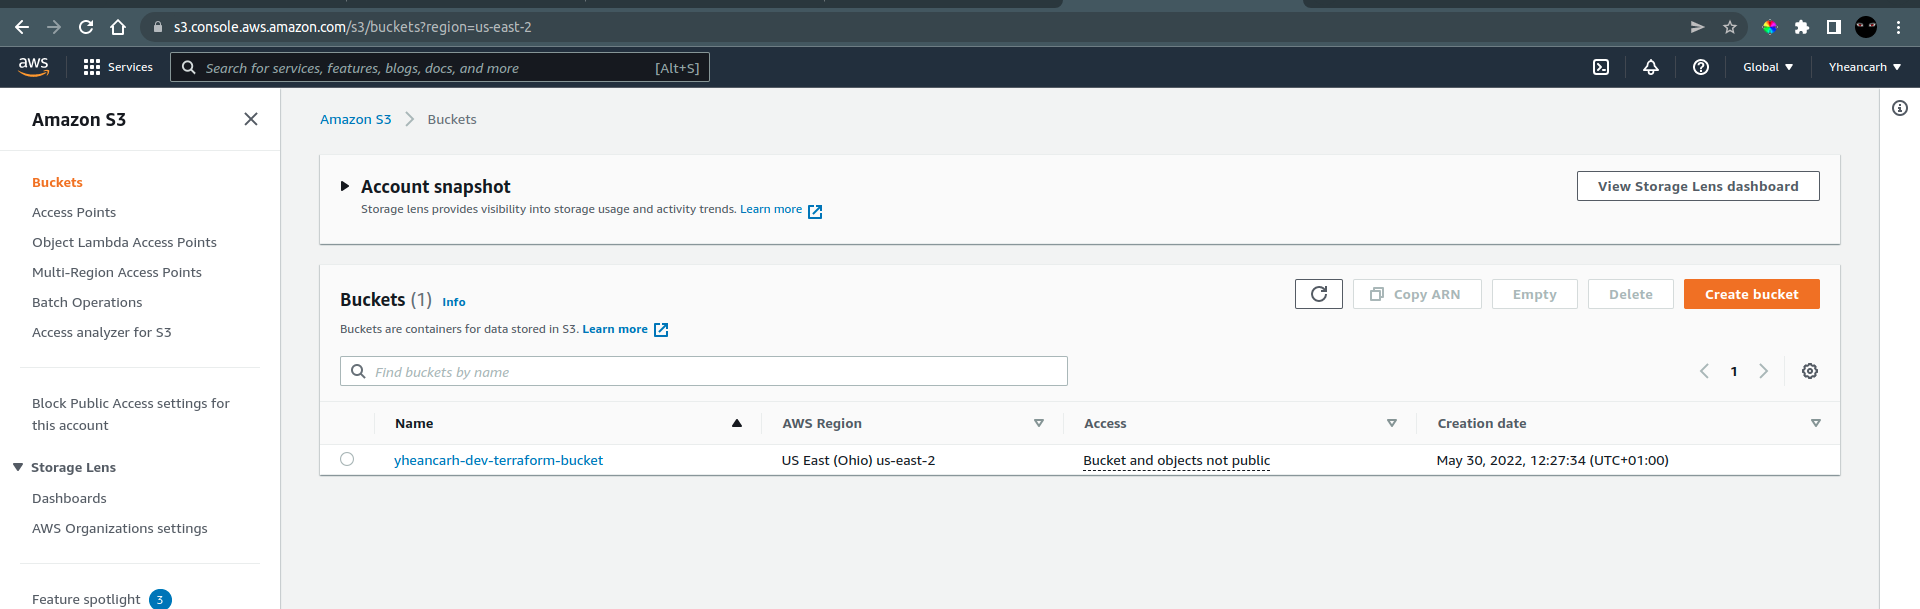 s3.console.aws.amazon.com/s3/buckets?region=us-east-2
aws
Services
Search for services, features, blogs, docs, and more
[Alt+S]
Global
Yheancarh
Amazon S3
Buckets
Access Points
Object Lambda Access Points
Multi-Region Access Points
Batch Operations
Access analyzer for S3
Block Public Access settings for
this account
Storage Lens
Dashboards
AWS Organizations settings
Feature spotlight 3
Amazon S3 Buckets
Account snapshot
Storage lens provides visibility into storage usage and activity trends. Learn more
View Storage Lens dashboard
Buckets (1) Info
Buckets are containers for data stored in S3. Learn more
Copy ARN
Empty
Delete
Create bucket
Find buckets by name
1
Name AWS Region Access Creation date
yheancarh-dev-terraform-bucket US East (Ohio) us-east-2 Bucket and objects not public May 30, 2022, 12:27:34 (UTC+01:00)